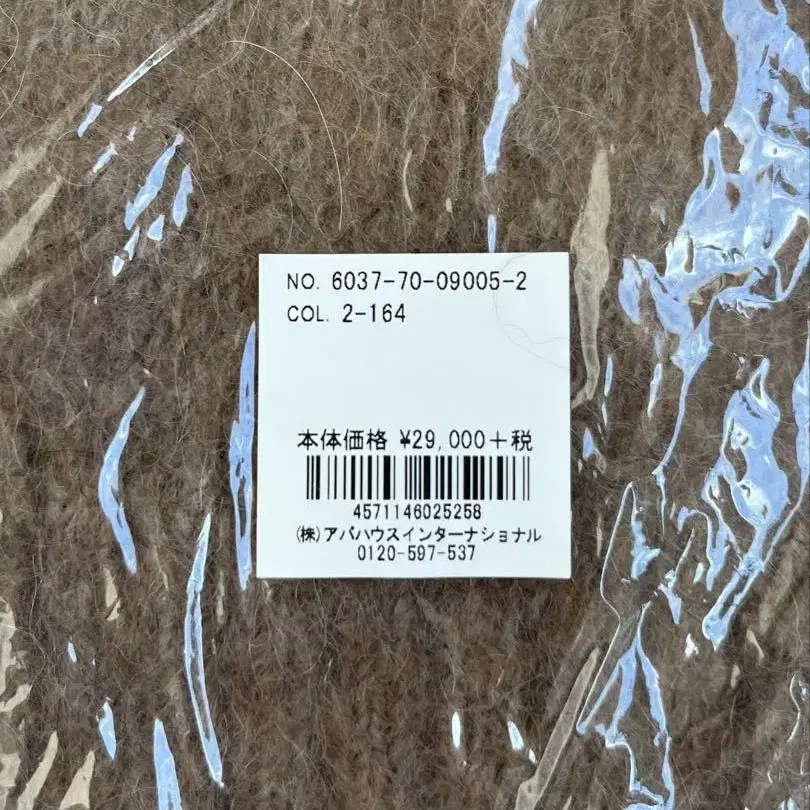 NO. 6037-70-09005-2
COL. 2-164
本体価格 ¥29,000+税
4571146025258
(株)アバハウスインターナショナル
0120-597-537